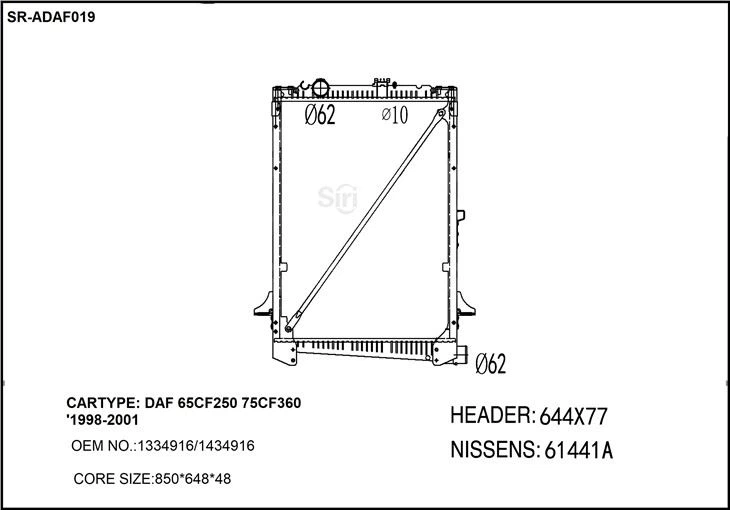 SR-ADAF019
Ø62
Ø10
Siri
Ø62
CARTYPE: DAF 65CF250 75CF360
'1998-2001
OEM NO.:1334916/1434916
CORE SIZE:850*648*48
HEADER: 644X77
NISSENS: 61441A